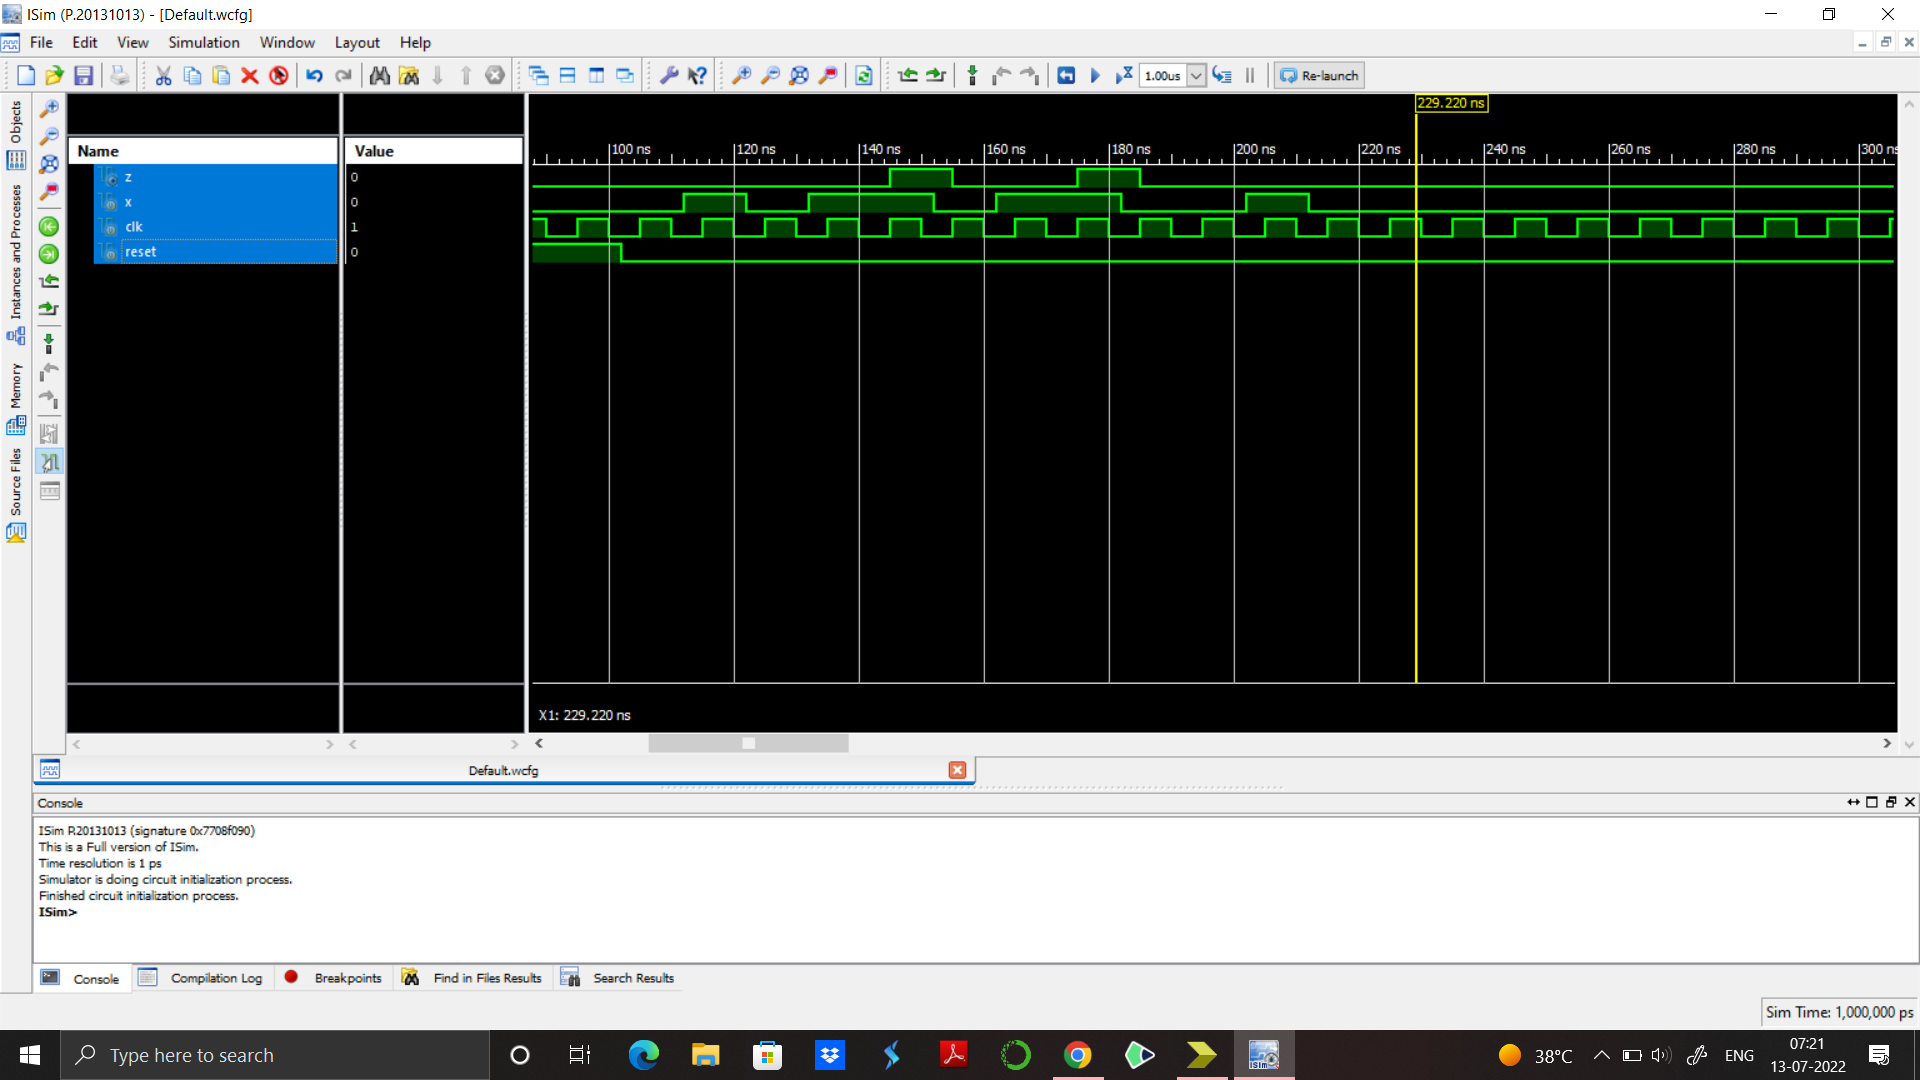 ISim (P.20131013) - [Default.wcfg]
File Edit View Simulation Window Layout Help
1.00us Re-launch
Objects
Instances and Processes
Memory
Source Files
Name Value
z 0
x 0
clk 1
reset 0
229.220 ns
100 ns 120 ns 140 ns 160 ns 180 ns 200 ns 220 ns 240 ns 260 ns 280 ns 300 ns
X1: 229.220 ns
Default.wcfg
Console
ISim P.20131013 (signature 0x7708f090)
This is a Full version of ISim.
Time resolution is 1 ps
Simulator is doing circuit initialization process.
Finished circuit initialization process.
ISim>
Console Compilation Log Breakpoints Find in Files Results Search Results
Sim Time: 1,000,000 ps
Type here to search
ISim
38°C ENG
07:21
13-07-2022